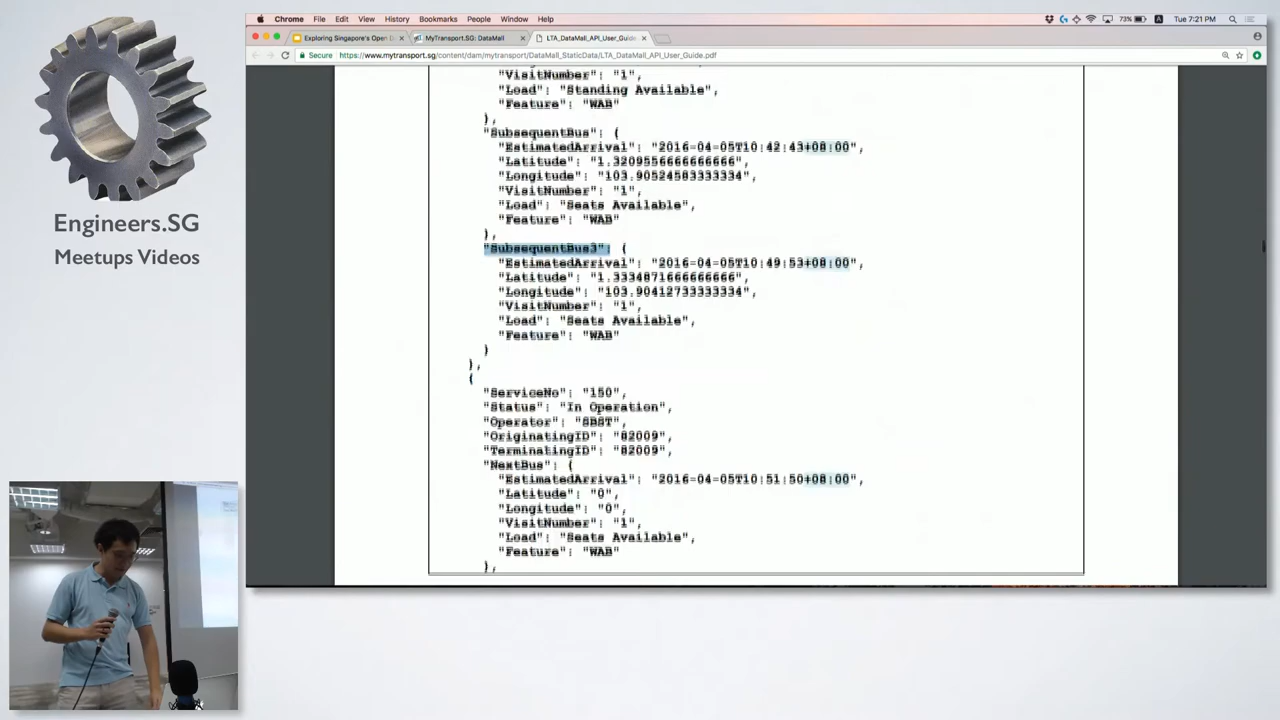 Chrome File Edit View History Bookmarks People Window Help 73% Tue 7:21 PM
Exploring Singapore's Open D MyTransport.SG: DataMall LTA_DataMall_API_User_Guide
Secure https://www.mytransport.sg/content/dam/mytransport/DataMall_StaticData/LTA_DataMall_API_User_Guide.pdf
"VisitNumber": "1",
"Load": "Standing Available",
"Feature": "WAB"
},
"SubsequentBus": {
"EstimatedArrival": "2016-04-05T10:42:43+08:00",
"Latitude": "1.3209556666666666",
"Longitude": "103.90524583333334",
"VisitNumber": "1",
"Load": "Seats Available",
"Feature": "WAB"
},
"SubsequentBus3": {
"EstimatedArrival": "2016-04-05T10:49:53+08:00",
"Latitude": "1.3334871666666666",
"Longitude": "103.90412733333334",
"VisitNumber": "1",
"Load": "Seats Available",
"Feature": "WAB"
}
},
{
"ServiceNo": "150",
"Status": "In Operation",
"Operator": "SBST",
"OriginatingID": "82009",
"TerminatingID": "82009",
"NextBus": {
"EstimatedArrival": "2016-04-05T10:51:50+08:00",
"Latitude": "0",
"Longitude": "0",
"VisitNumber": "1",
"Load": "Seats Available",
"Feature": "WAB"
},
Engineers.SG
Meetups Videos